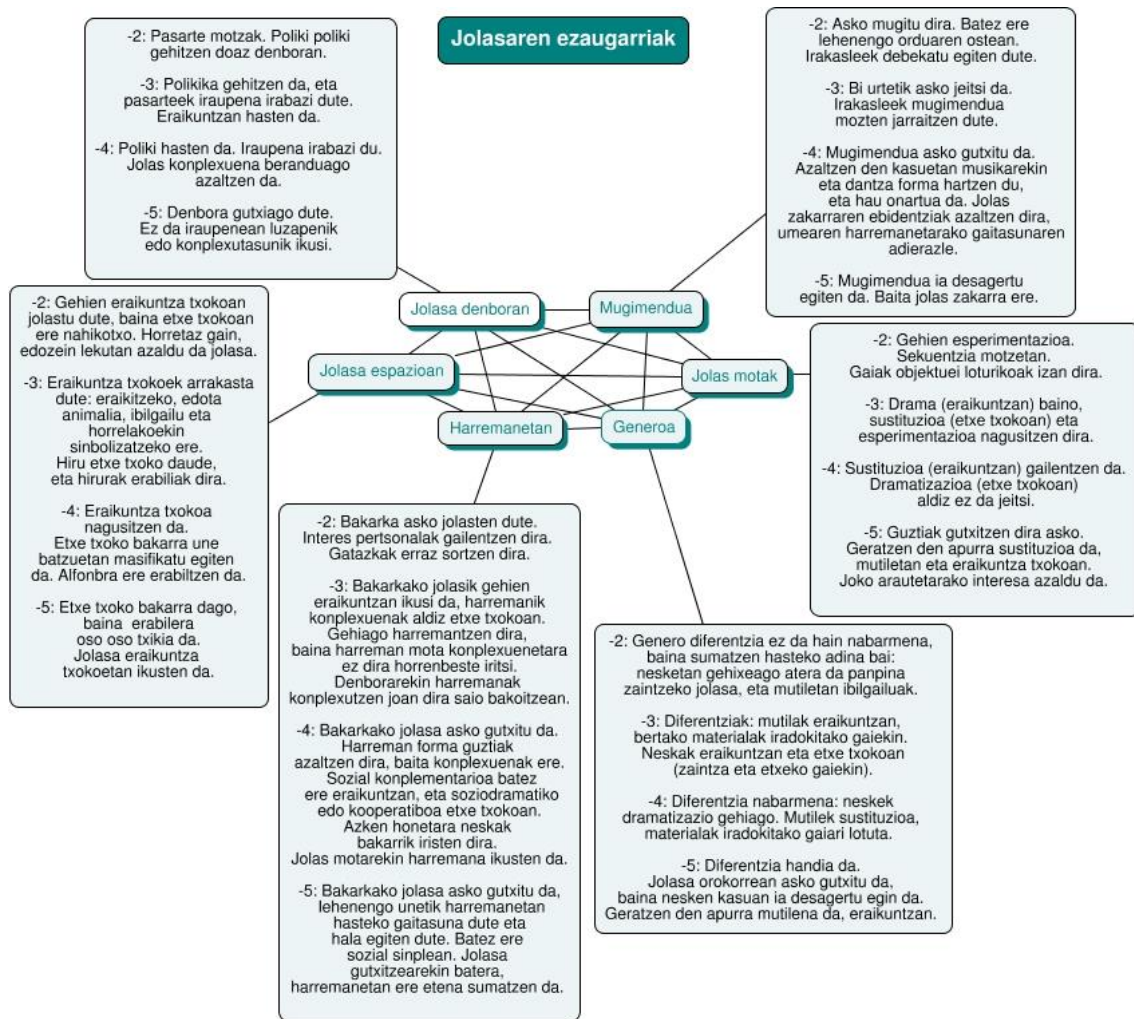 Jolasaren ezaugarriak
-2: Pasarte motzak. Poliki poliki
gehitzen doaz denboran.
-3: Polikika gehitzen da, eta
pasarteek iraupena irabazi dute.
Eraikuntzan hasten da.
-4: Poliki hasten da. Iraupena irabazi du.
Jolas konplexuena beranduago
azaltzen da.
-5: Denbora gutxiago dute.
Ez da iraupenean luzapenik
edo konplexutasunik ikusi.
-2: Asko mugitu dira. Batez ere
lehenengo orduaren ostean.
Irakasleek debekatu egiten dute.
-3: Bi urtetik asko jeitsi da.
Irakasleek mugimendua
mozten jarraitzen dute.
-4: Mugimendua asko gutxitu da.
Azaltzen den kasuetan musikarekin
eta dantza forma hartzen du,
eta hau onartua da. Jolas
zakarraren ebidentziak azaltzen dira,
umearen harremanetarako gaitasunaren
adierazle.
-5: Mugimendua ia desagertu
egiten da. Baita jolas zakarra ere.
Jolasa denboran
Mugimendua
Jolasa espazioan
Jolas motak
Harremanetan
Generoa
-2: Gehien eraikuntza txokoan
jolastu dute, baina etxe txokoan
ere nahikotxo. Horretaz gain,
edozein lekutan azaldu da jolasa.
-3: Eraikuntza txokoek arrakasta
dute: eraikitzeko, edota
animalia, ibilgailu eta
horrelakoekin
sinbolizatzeko ere.
Hiru etxe txoko daude,
eta hirurak erabiliak dira.
-4: Eraikuntza txokoa
nagusitzen da.
Etxe txoko bakarra une
batzuetan masifikatu egiten
da. Alfonbra ere erabiltzen da.
-5: Etxe txoko bakarra dago,
baina erabilera
oso oso txikia da.
Jolasa eraikuntza
txokoetan ikusten da.
-2: Gehien esperimentazioa.
Sekuentzia motzetan.
Gaiak objektuei loturikoak izan dira.
-3: Drama (eraikuntzan) baino,
sustituzioa (etxe txokoan) eta
esperimentazioa nagusitzen dira.
-4: Sustituzioa (eraikuntzan) gailentzen da.
Dramatizazioa (etxe txokoan)
aldiz ez da jeitsi.
-5: Guztiak gutxitzen dira asko.
Geratzen den apurra sustituzioa da,
mutiletan eta eraikuntza txokoan.
Joko arautetarako interesa azaldu da.
-2: Bakarka asko jolasten dute.
Interes pertsonalak gailentzen dira.
Gatazkak erraz sortzen dira.
-3: Bakarkako jolasik gehien
eraikuntzan ikusi da, harremanik
konplexuenak aldiz etxe txokoan.
Gehiago harremantzen dira,
baina harreman mota konplexuenetara
ez dira horrenbeste iritsi.
Denborarekin harremanak
konplexutzen joan dira saio bakoitzean.
-4: Bakarkako jolasa asko gutxitu da.
Harreman forma guztiak
azaltzen dira, baita konplexuenak ere.
Sozial konplementarioa batez
ere eraikuntzan, eta soziodramatiko
edo kooperatiboa etxe txokoan.
Azken honetara neskak
bakarrik iristen dira.
Jolas motarekin harremana ikusten da.
-5: Bakarkako jolasa asko gutxitu da,
lehenengo unetik harremanetan
hasteko gaitasuna dute eta
hala egiten dute. Batez ere
sozial sinplean. Jolasa
gutxitzearekin batera,
harremanetan ere etena sumatzen da.
-2: Genero diferentzia ez da hain nabarmena,
baina sumatzen hasteko adina bai:
nesketan gehixeago atera da panpina
zaintzeko jolasa, eta mutiletan ibilgailuak.
-3: Diferentziak: mutilak eraikuntzan,
bertako materialak iradokitako gaiekin.
Neskak eraikuntzan eta etxe txokoan
(zaintza eta etxeko gaiekin).
-4: Diferentzia nabarmena: neskek
dramatizazio gehiago. Mutilek sustituzioa,
materialak iradokitako gaiari lotuta.
-5: Diferentzia handia da.
Jolasa orokorrean asko gutxitu da,
baina nesken kasuan ia desagertu egin da.
Geratzen den apurra mutilena da, eraikuntzan.